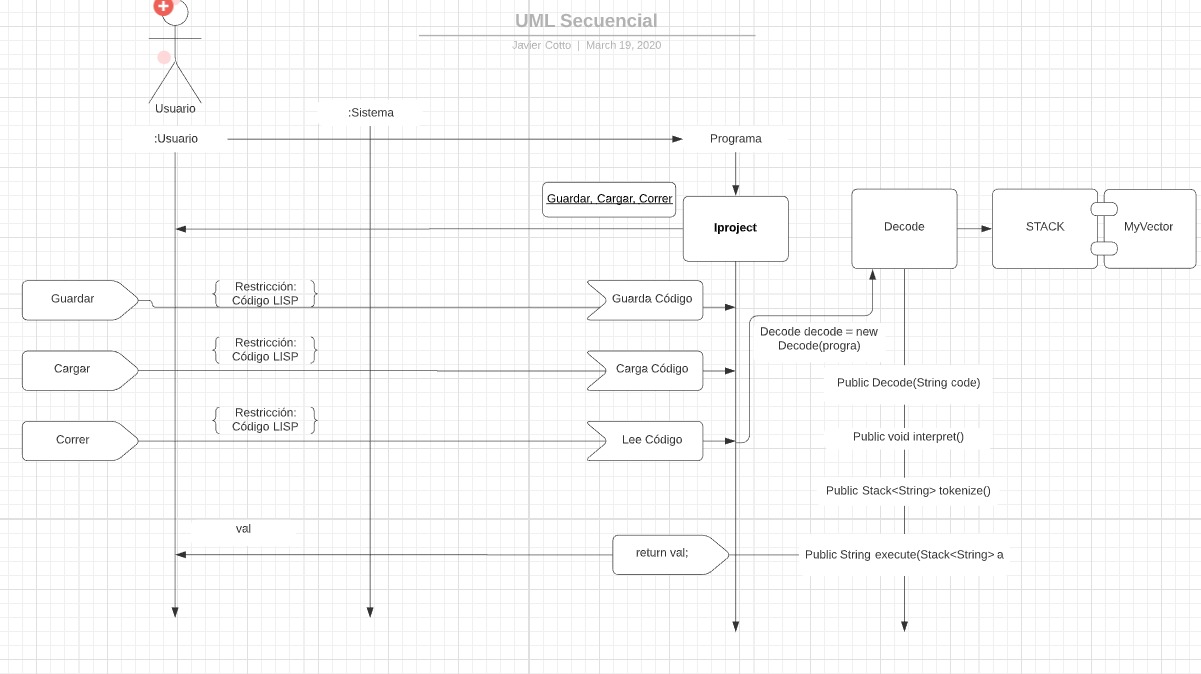 UML Secuencial
Javier Cotto | March 19, 2020
Usuario
:Sistema
:Usuario
Programa
Guardar, Cargar, Correr
Iproject
Decode
STACK
MyVector
Guardar
Restricción:
Código LISP
Guarda Código
Decode decode = new
Decode(progra)
Cargar
Restricción:
Código LISP
Carga Código
Public Decode(String code)
Correr
Restricción:
Código LISP
Lee Código
Public void interpret()
Public Stack<String> tokenize()
val
return val;
Public String execute(Stack<String> a